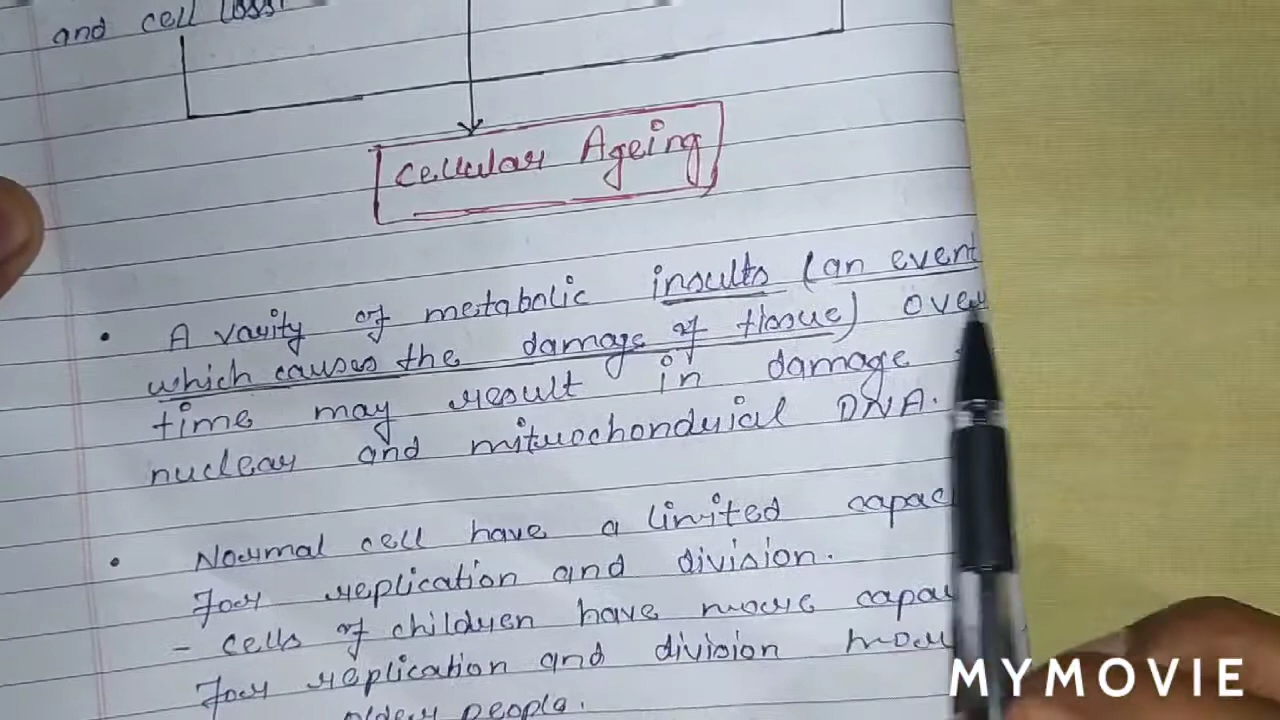 and cell loss.
Cellular Ageing
• A varity of metabolic insults (an event
which causes the damage of tissue) over
time may result in damage
nuclear and mitrochondrial DNA.
• Normal cell have a limited capac
For replication and division.
- cells of children have more capa
For replication and division mor
older people.
MYMOVIE